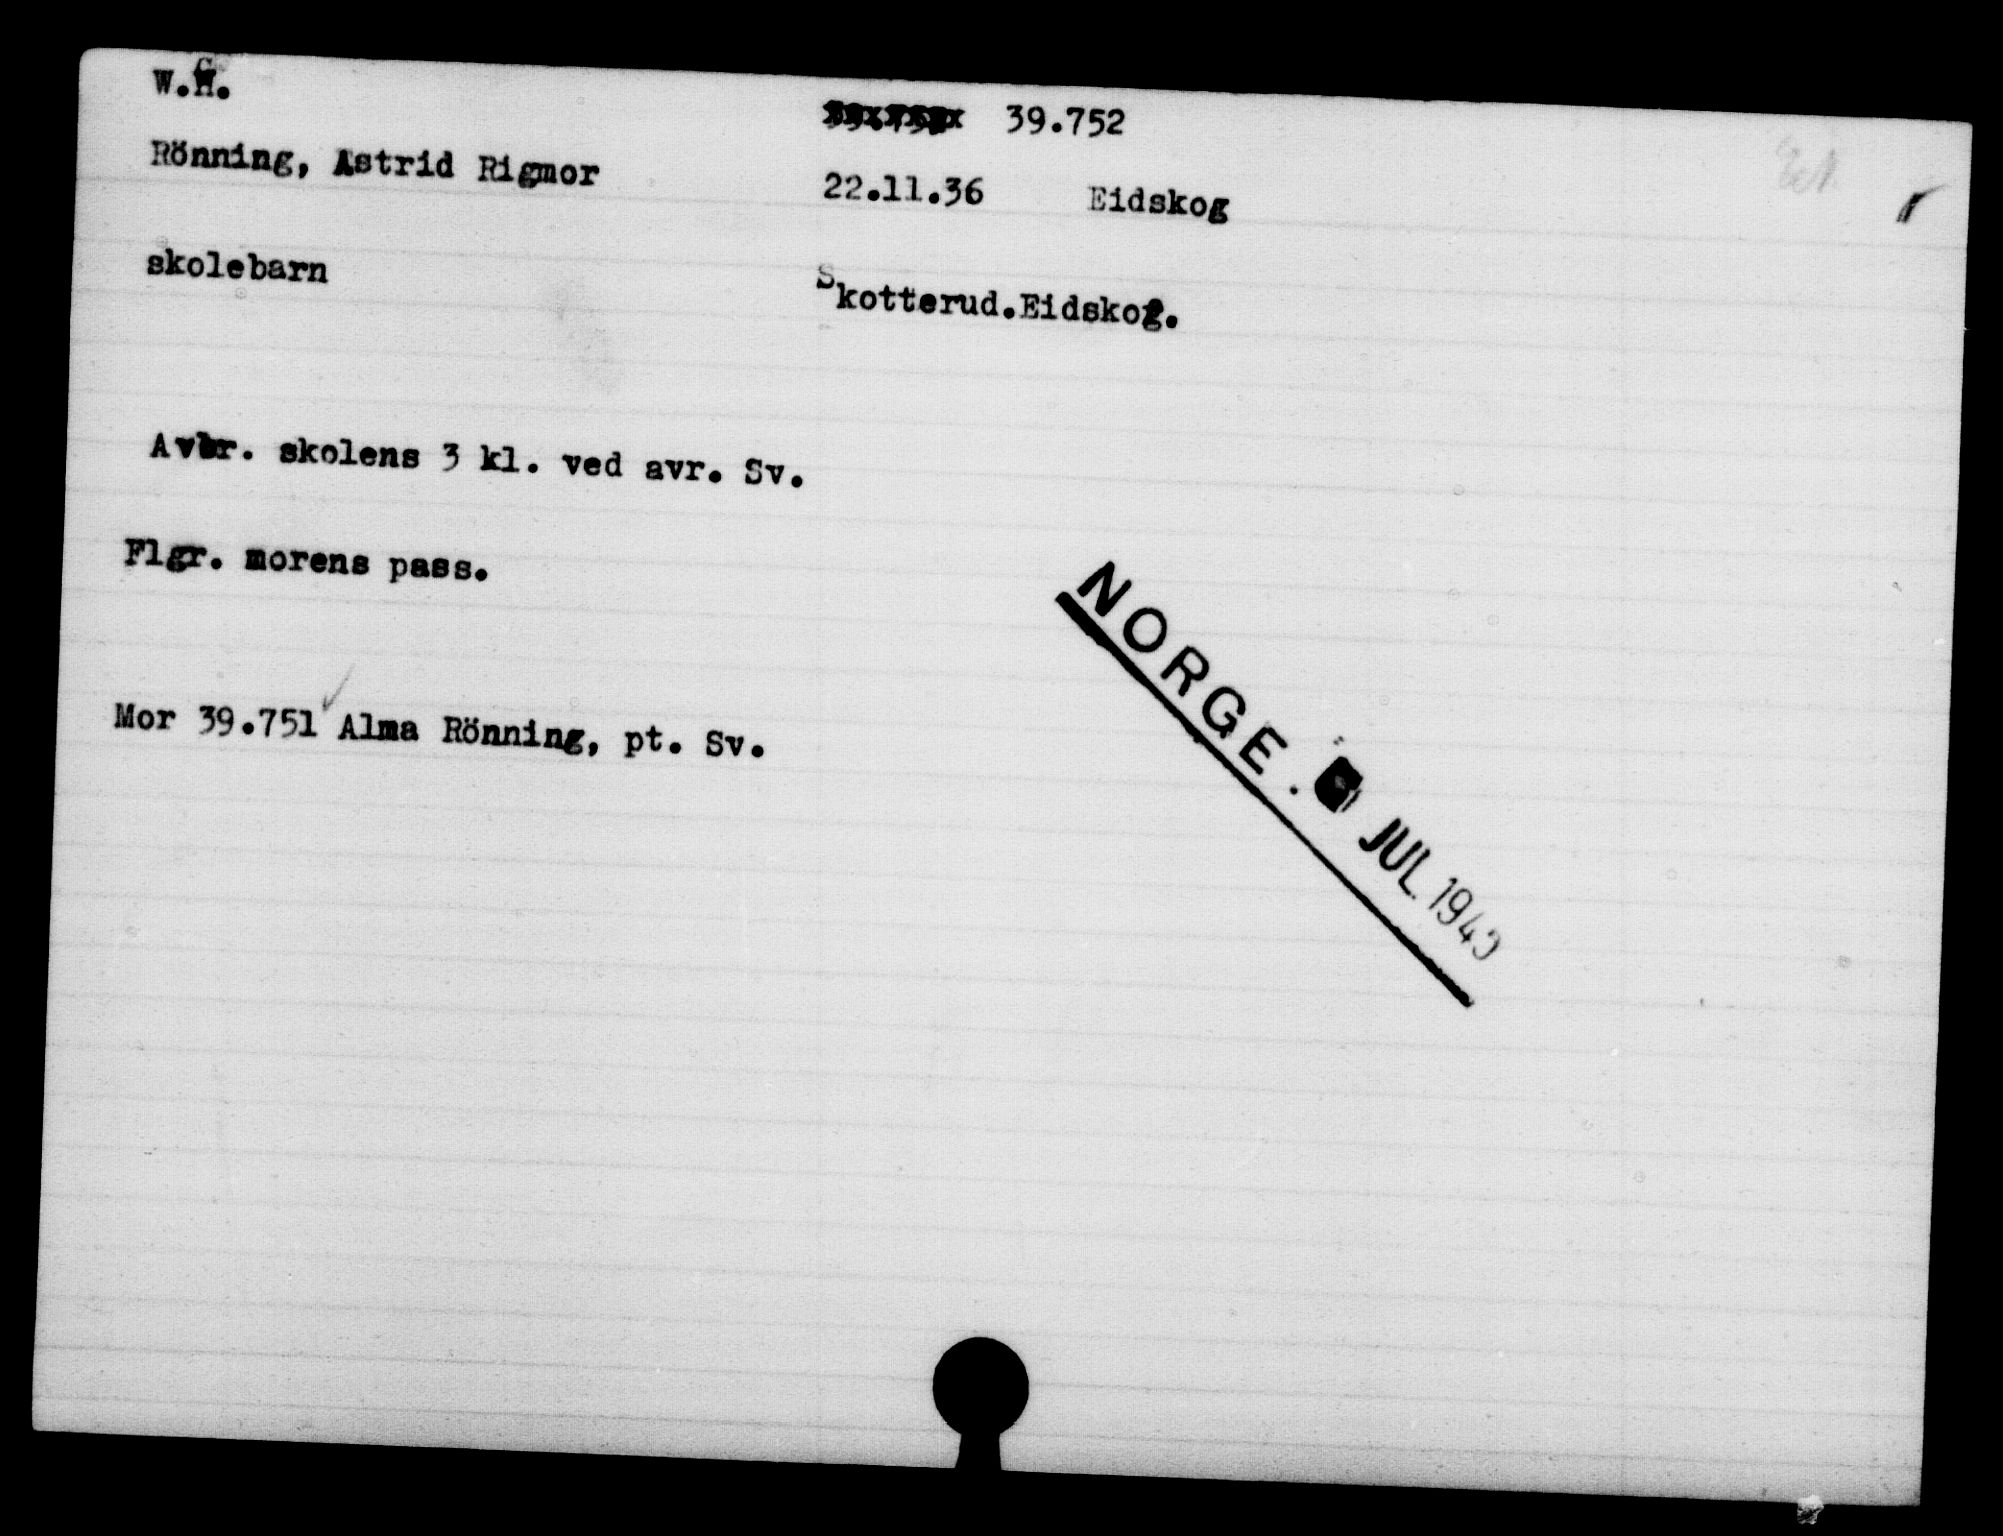 W.G.
39.752
Rönning, Astrid Rigmor 22.11.36 Eidskog
skolebarn Skotterud.Eidskog.
Avbr. skolens 3 kl. ved avr. Sv.
Flgr. morens pass.
Mor 39.751 Alma Rönning, pt. Sv.
NORGE. JUL 1945